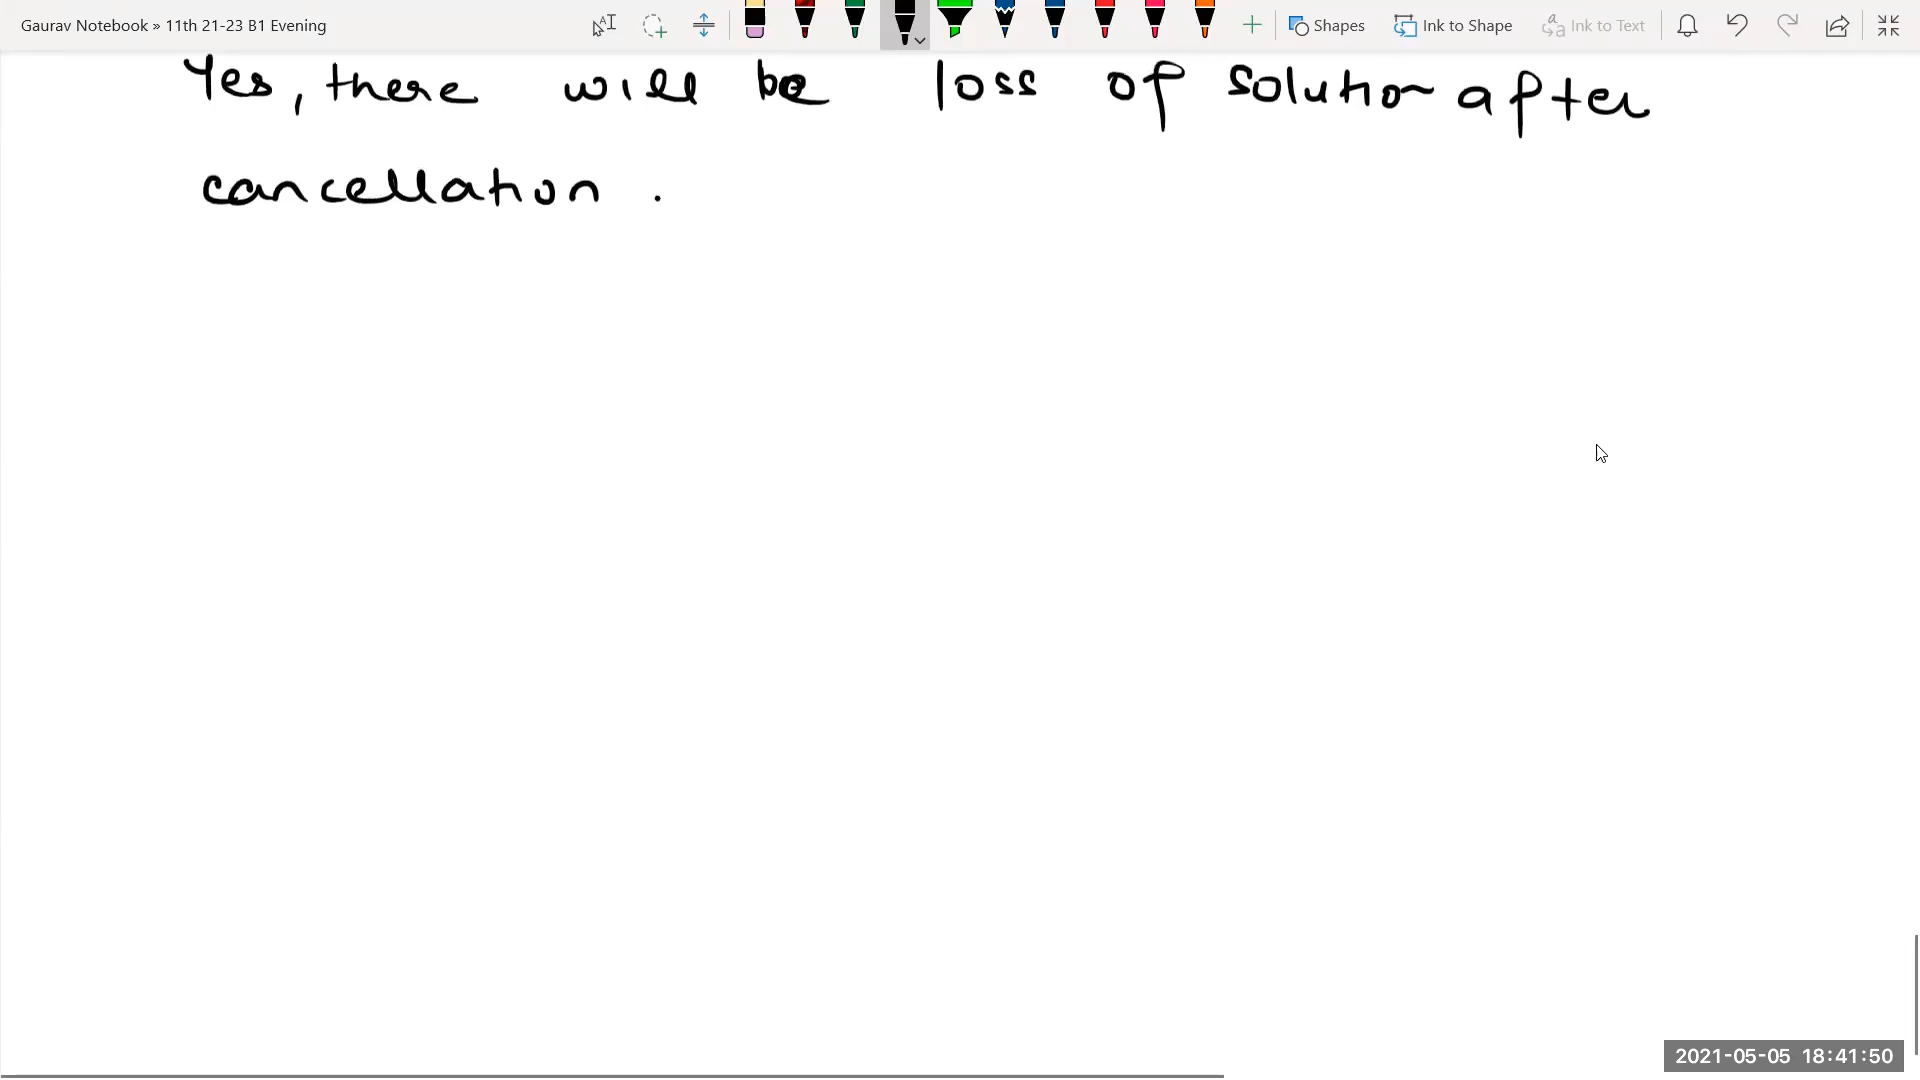 Gaurav Notebook » 11th 21-23 B1 Evening
Shapes
Ink to Shape
Ink to Text
Yes, there will be loss of solution after
cancellation .
2021-05-05 18:41:50